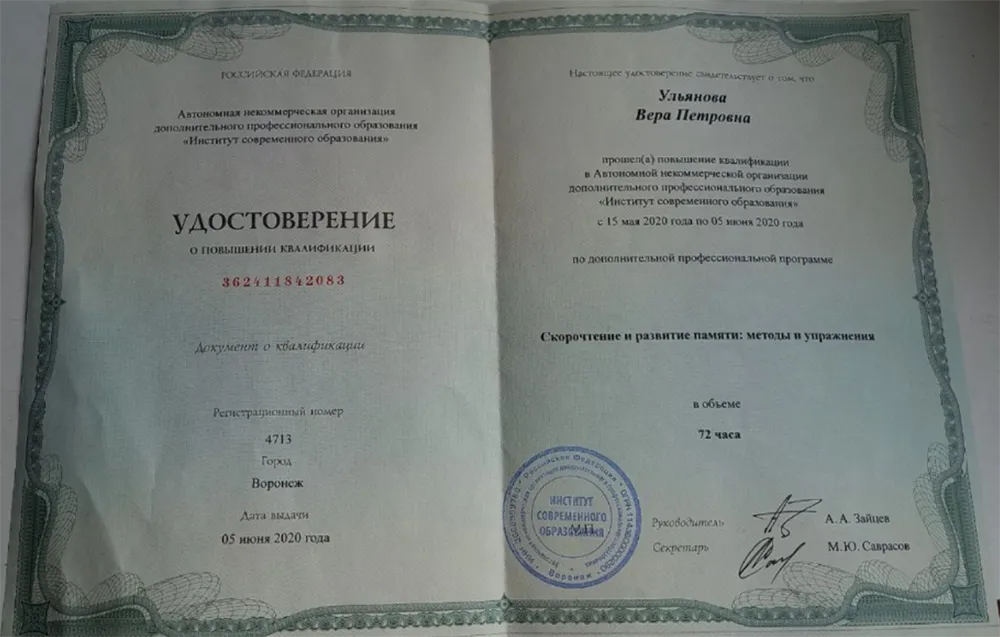 РОССИЙСКАЯ ФЕДЕРАЦИЯ
Автономная некоммерческая организация
дополнительного профессионального образования
«Институт современного образования»
УДОСТОВЕРЕНИЕ
О ПОВЫШЕНИИ КВАЛИФИКАЦИИ
362411842083
Документ о квалификации
Регистрационный номер
4713
Город
Воронеж
Дата выдачи
05 июня 2020 года
Настоящее удостоверение свидетельствует о том, что
Ульянова
Вера Петровна
прошел(а) повышение квалификации
в Автономной некоммерческой организации
дополнительного профессионального образования
«Институт современного образования»
с 15 мая 2020 года по 05 июня 2020 года
по дополнительной профессиональной программе
Скорочтение и развитие памяти: методы и упражнения
в объеме
72 часа
Российская Федерация
Воронеж
ИНСТИТУТ
СОВРЕМЕННОГО
ОБРАЗОВАНИЯ
М.П.
Руководитель
А. А. Зайцев
Секретарь
М.Ю. Саврасов